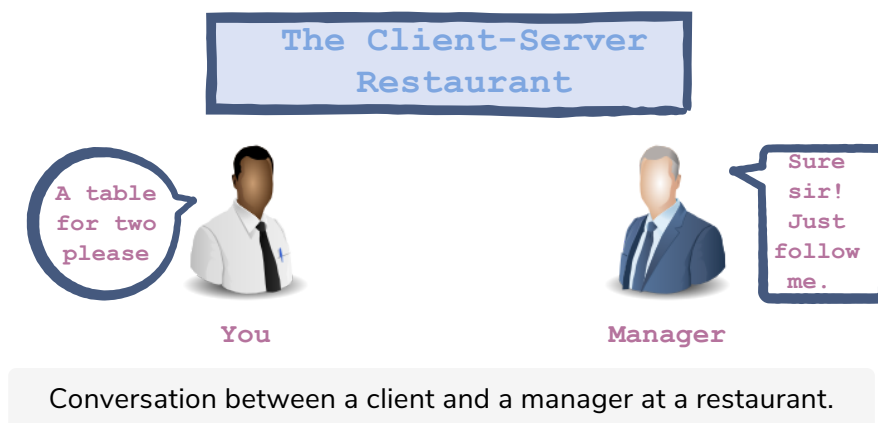 The Client-Server
Restaurant
A table
for two
please
Sure
sir!
Just
follow
me.
You
Manager
Conversation between a client and a manager at a restaurant.